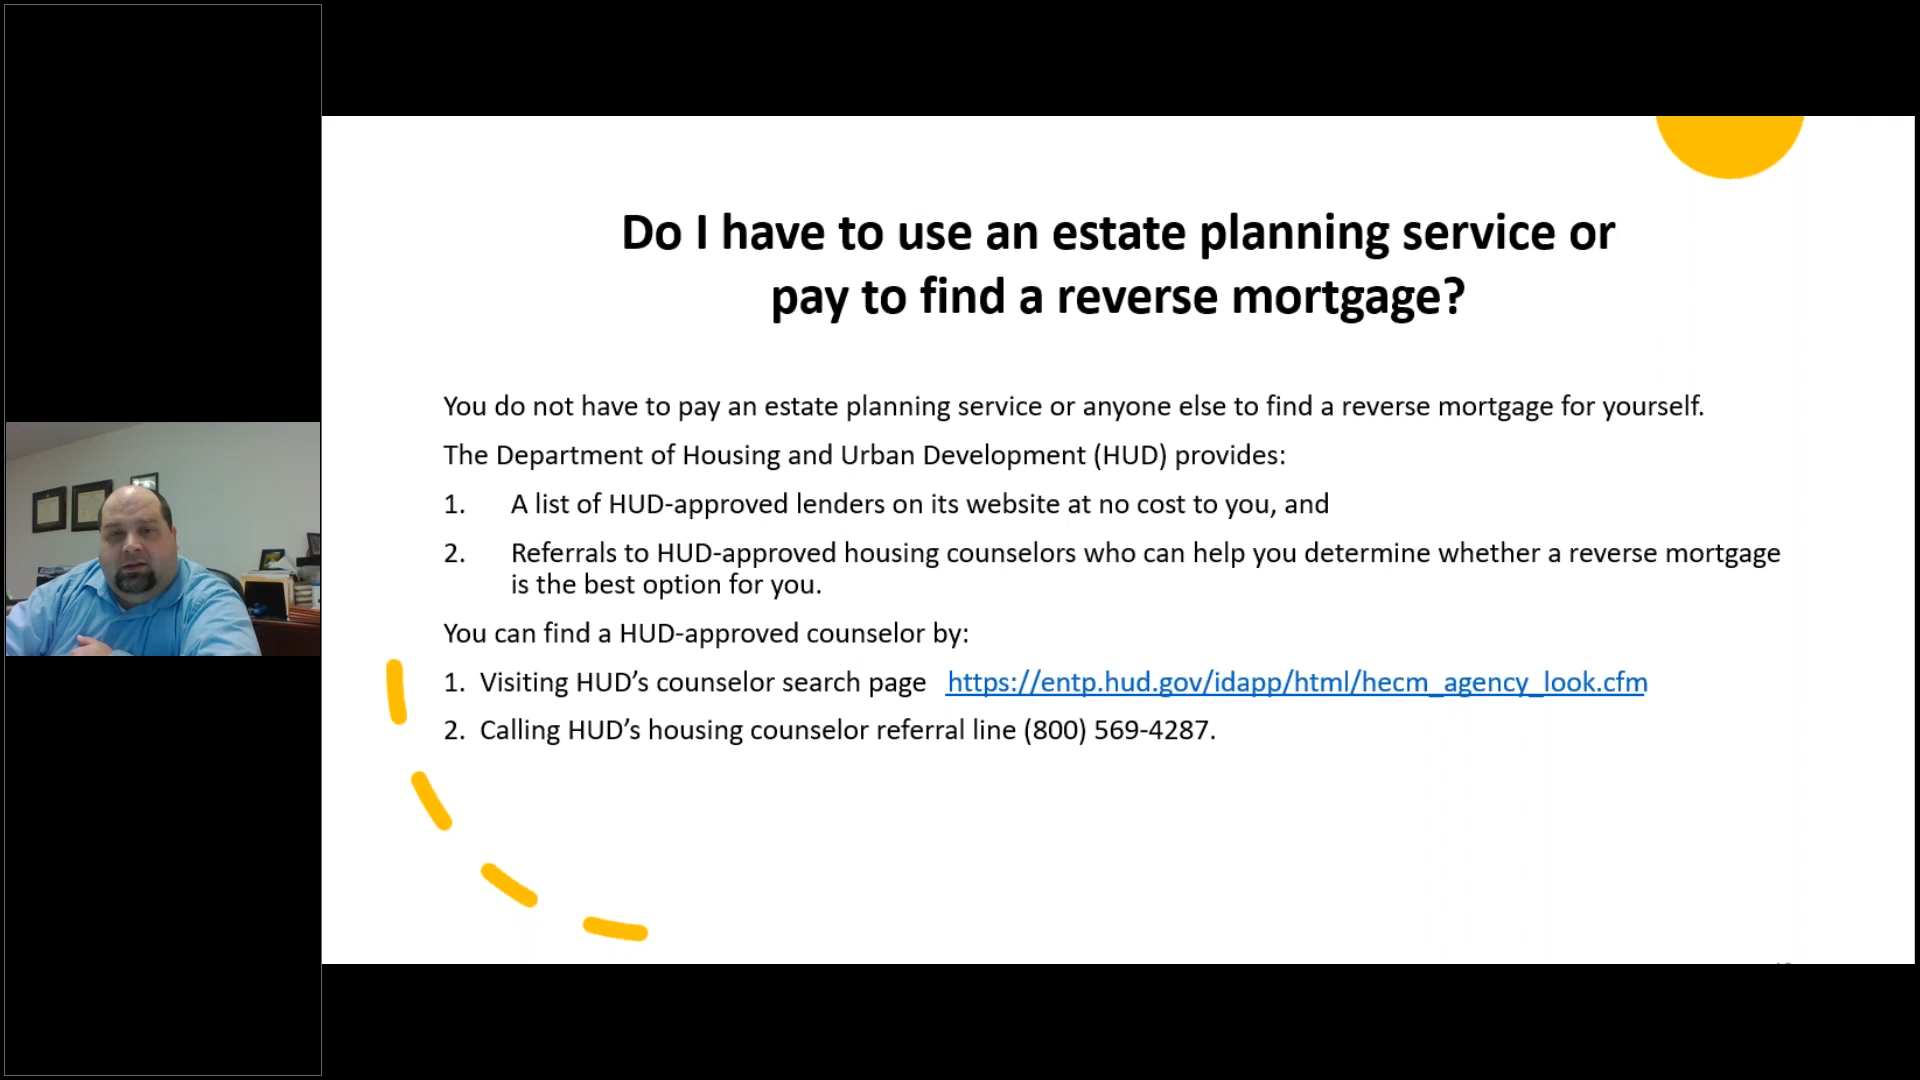 Do I have to use an estate planning service or
pay to find a reverse mortgage?
You do not have to pay an estate planning service or anyone else to find a reverse mortgage for yourself.
The Department of Housing and Urban Development (HUD) provides:
1. A list of HUD-approved lenders on its website at no cost to you, and
2. Referrals to HUD-approved housing counselors who can help you determine whether a reverse mortgage
is the best option for you.
You can find a HUD-approved counselor by:
1. Visiting HUD’s counselor search page https://entp.hud.gov/idapp/html/hecm_agency_look.cfm
2. Calling HUD’s housing counselor referral line (800) 569-4287.